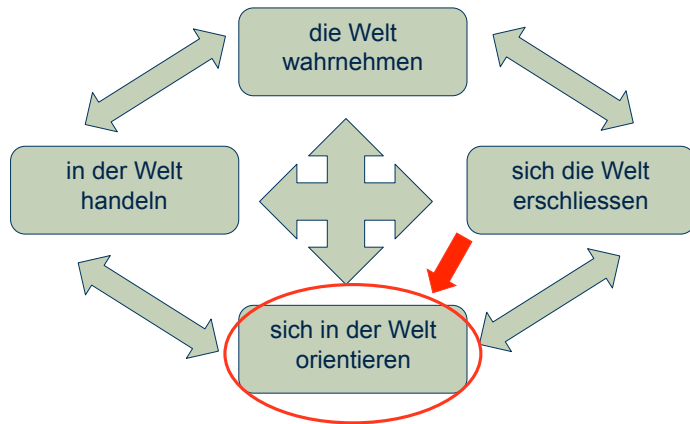 die Welt
wahrnehmen
in der Welt
handeln
sich die Welt
erschliessen
sich in der Welt
orientieren